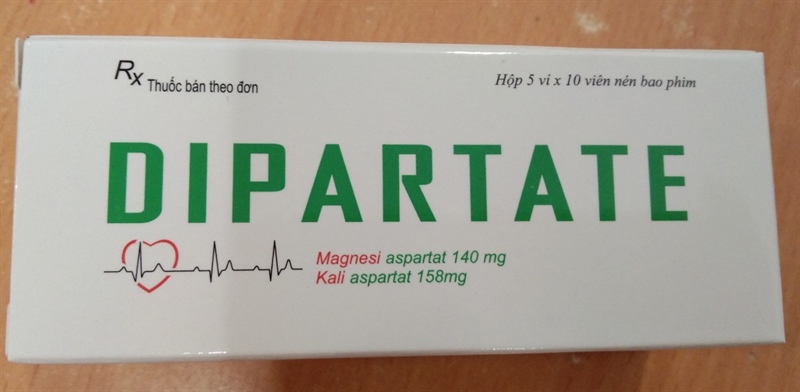 Rx Thuốc bán theo đơn
Hộp 5 vỉ x 10 viên nén bao phim
DIPARTATE
Magnesi aspartat 140 mg
Kali aspartat 158mg